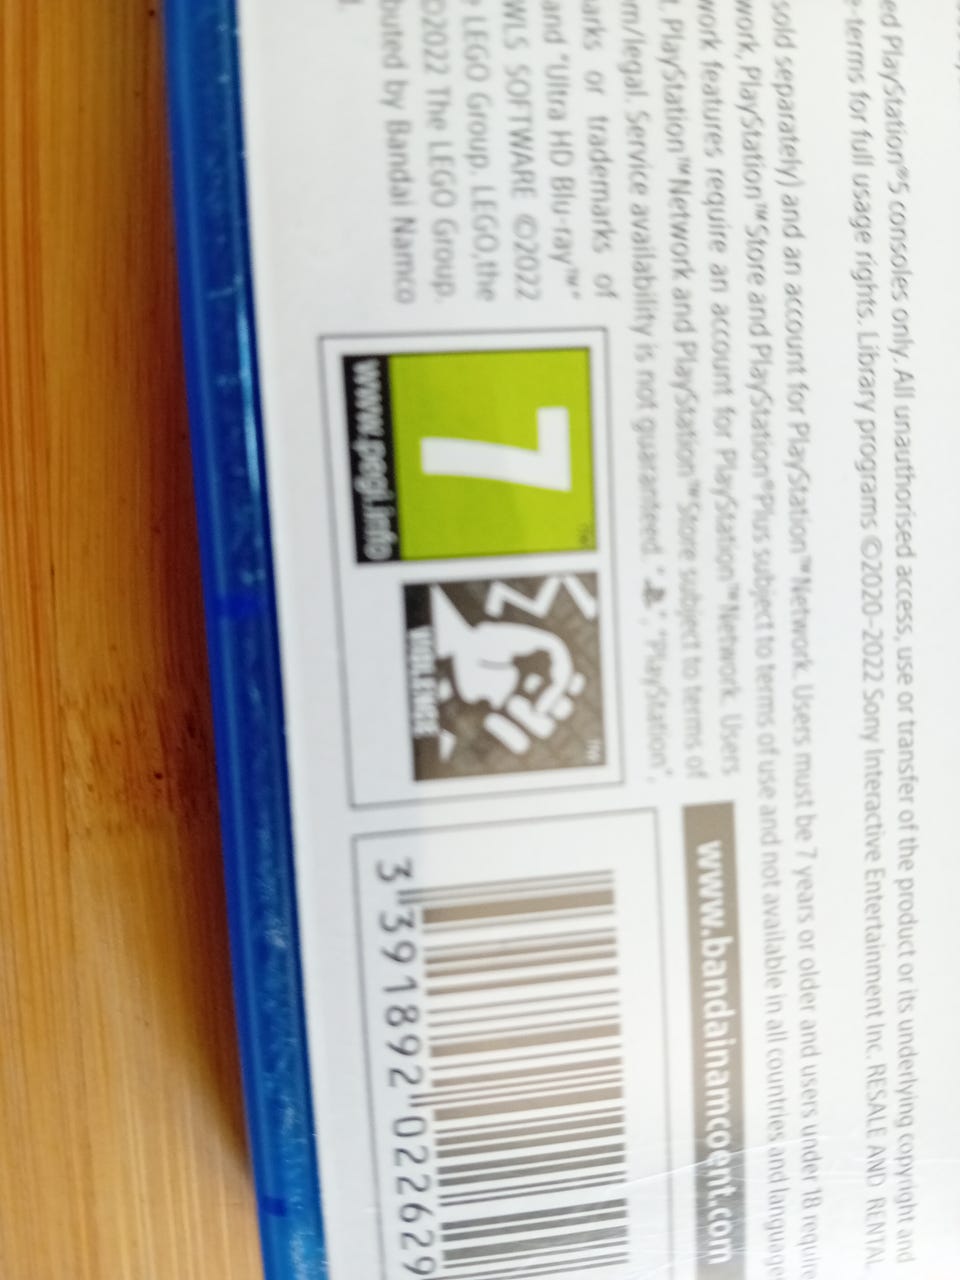 ed PlayStation®5 consoles only. All unauthorised access, use or transfer of the product or its underlying copyright and
-terms for full usage rights. Library programs ©2020-2022 Sony Interactive Entertainment Inc. RESALE AND RENTAL
sold separately) and an account for PlayStation™Network. Users must be 7 years or older and users under 18 require
work, PlayStation™Store and PlayStation®Plus subject to terms of use and not available in all countries and language
work features require an account for PlayStation™Network. Users
t. PlayStation™Network and PlayStation™Store subject to terms of
m/legal. Service availability is not guaranteed. "PlayStation",
arks or trademarks of
and "Ultra HD Blu-ray™"
WLS SOFTWARE ©2022
LEGO Group. LEGO, the
©2022 The LEGO Group.
buted by Bandai Namco
7
www.pegi.info
VIOLENCE
www.bandainamcoent.com
3 391892 022629